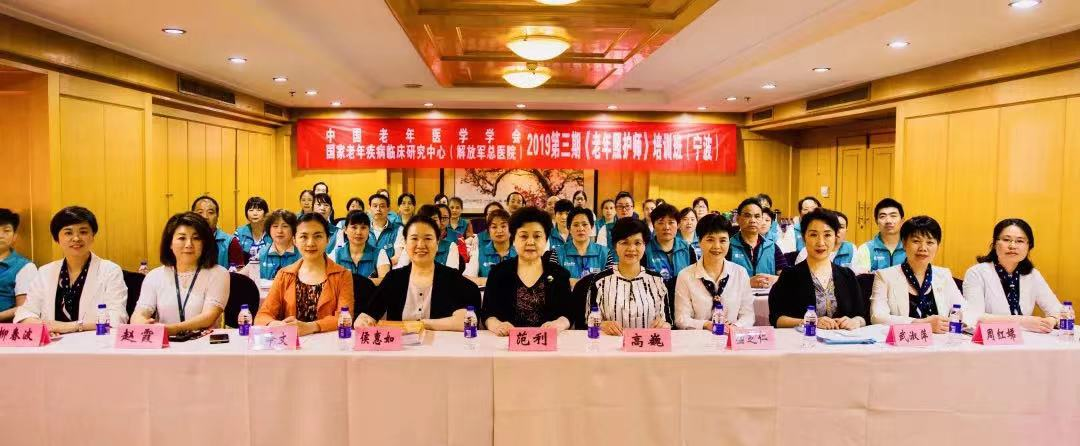 中国老年医学学会
国家老年疾病临床研究中心（解放军总医院）
2019第三期《老年照护师》培训班（宁波）
柳春波
赵霞
侯惠如
范利
高巍
武淑萍
周红娣